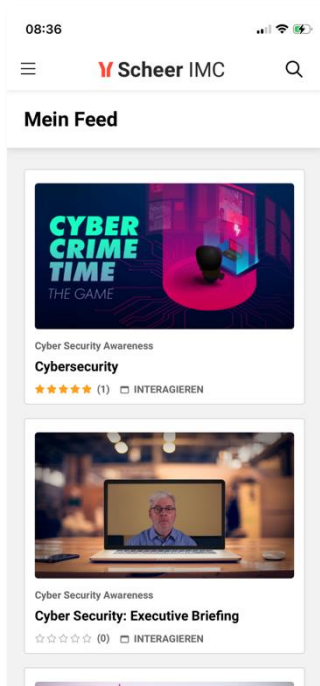 08:36
Scheer IMC
Mein Feed
CYBER
CRIME
TIME
THE GAME
Cyber Security Awareness
Cybersecurity
(1) INTERAGIEREN
Cyber Security Awareness
Cyber Security: Executive Briefing
(0) INTERAGIEREN